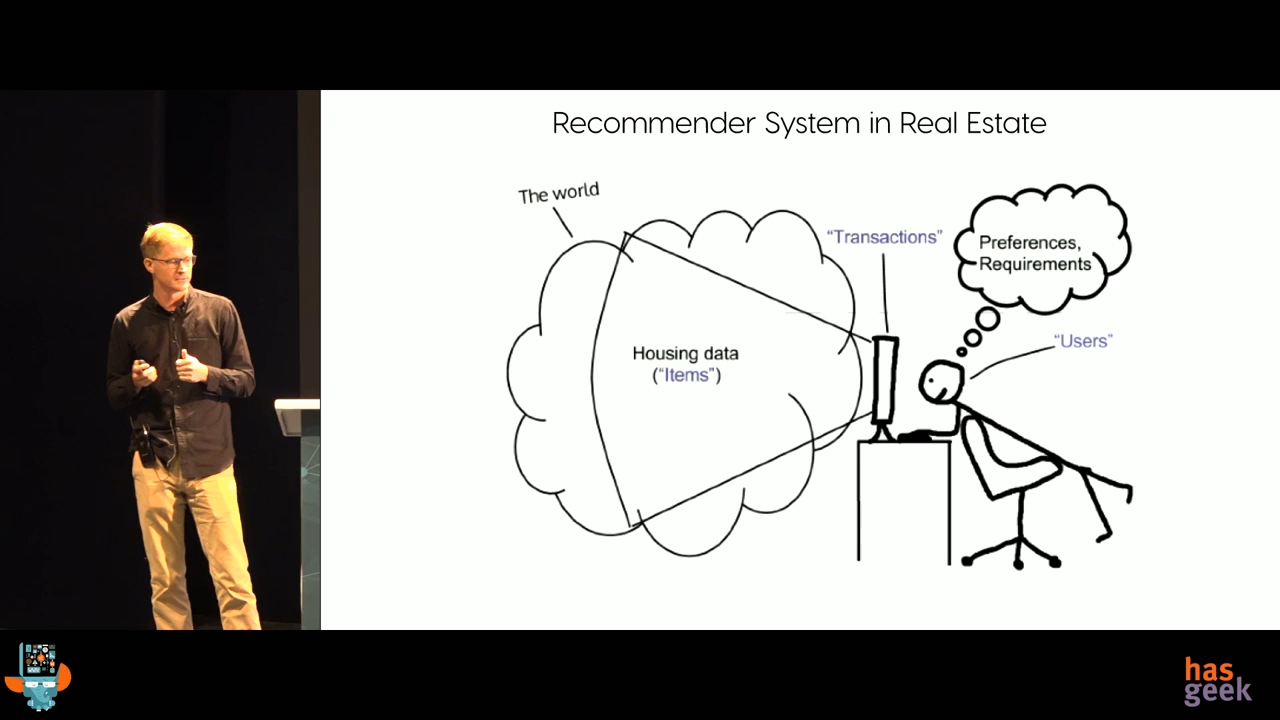 Recommender System in Real Estate
The world
“Transactions”
Preferences,
Requirements
“Users”
Housing data
(“Items”)
has
geek